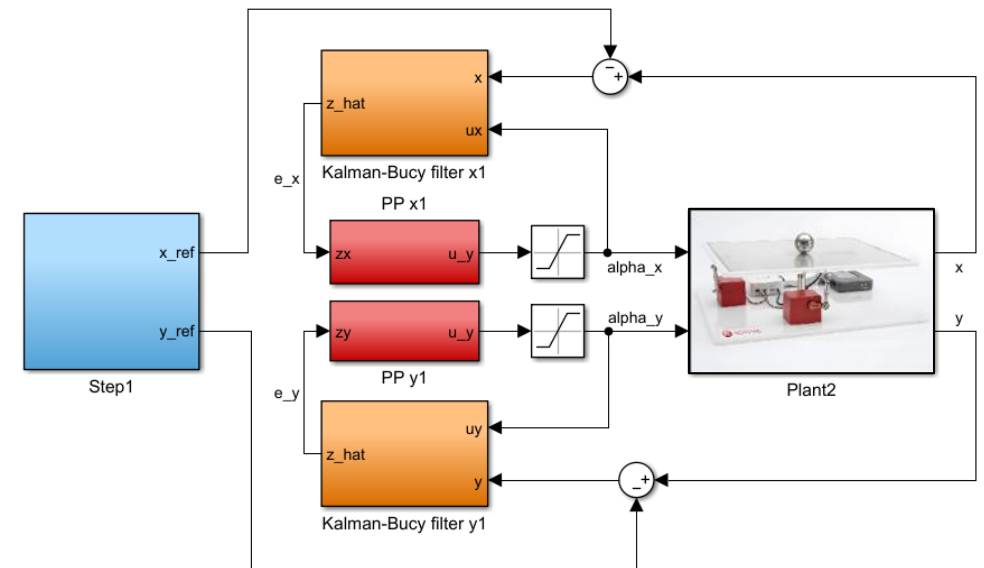 −
+
x
z_hat
ux
Kalman-Bucy filter x1
e_x
PP x1
x_ref
zx
u_y
alpha_x
x
y_ref
zy
u_y
alpha_y
y
Step1
PP y1
Plant2
e_y
uy
z_hat
y
+
−
Kalman-Bucy filter y1